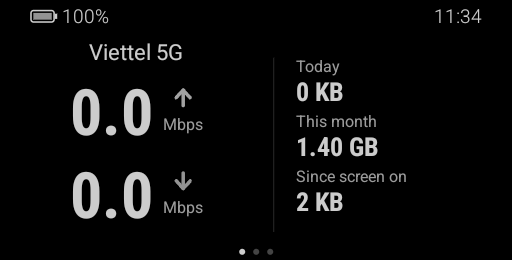 100%
11:34
Viettel 5G
0.0
Mbps
0.0
Mbps
Today
0 KB
This month
1.40 GB
Since screen on
2 KB